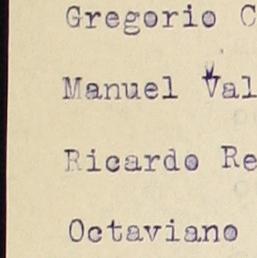 Gregorio C
Manuel Val
Ricardo Re
Octaviano